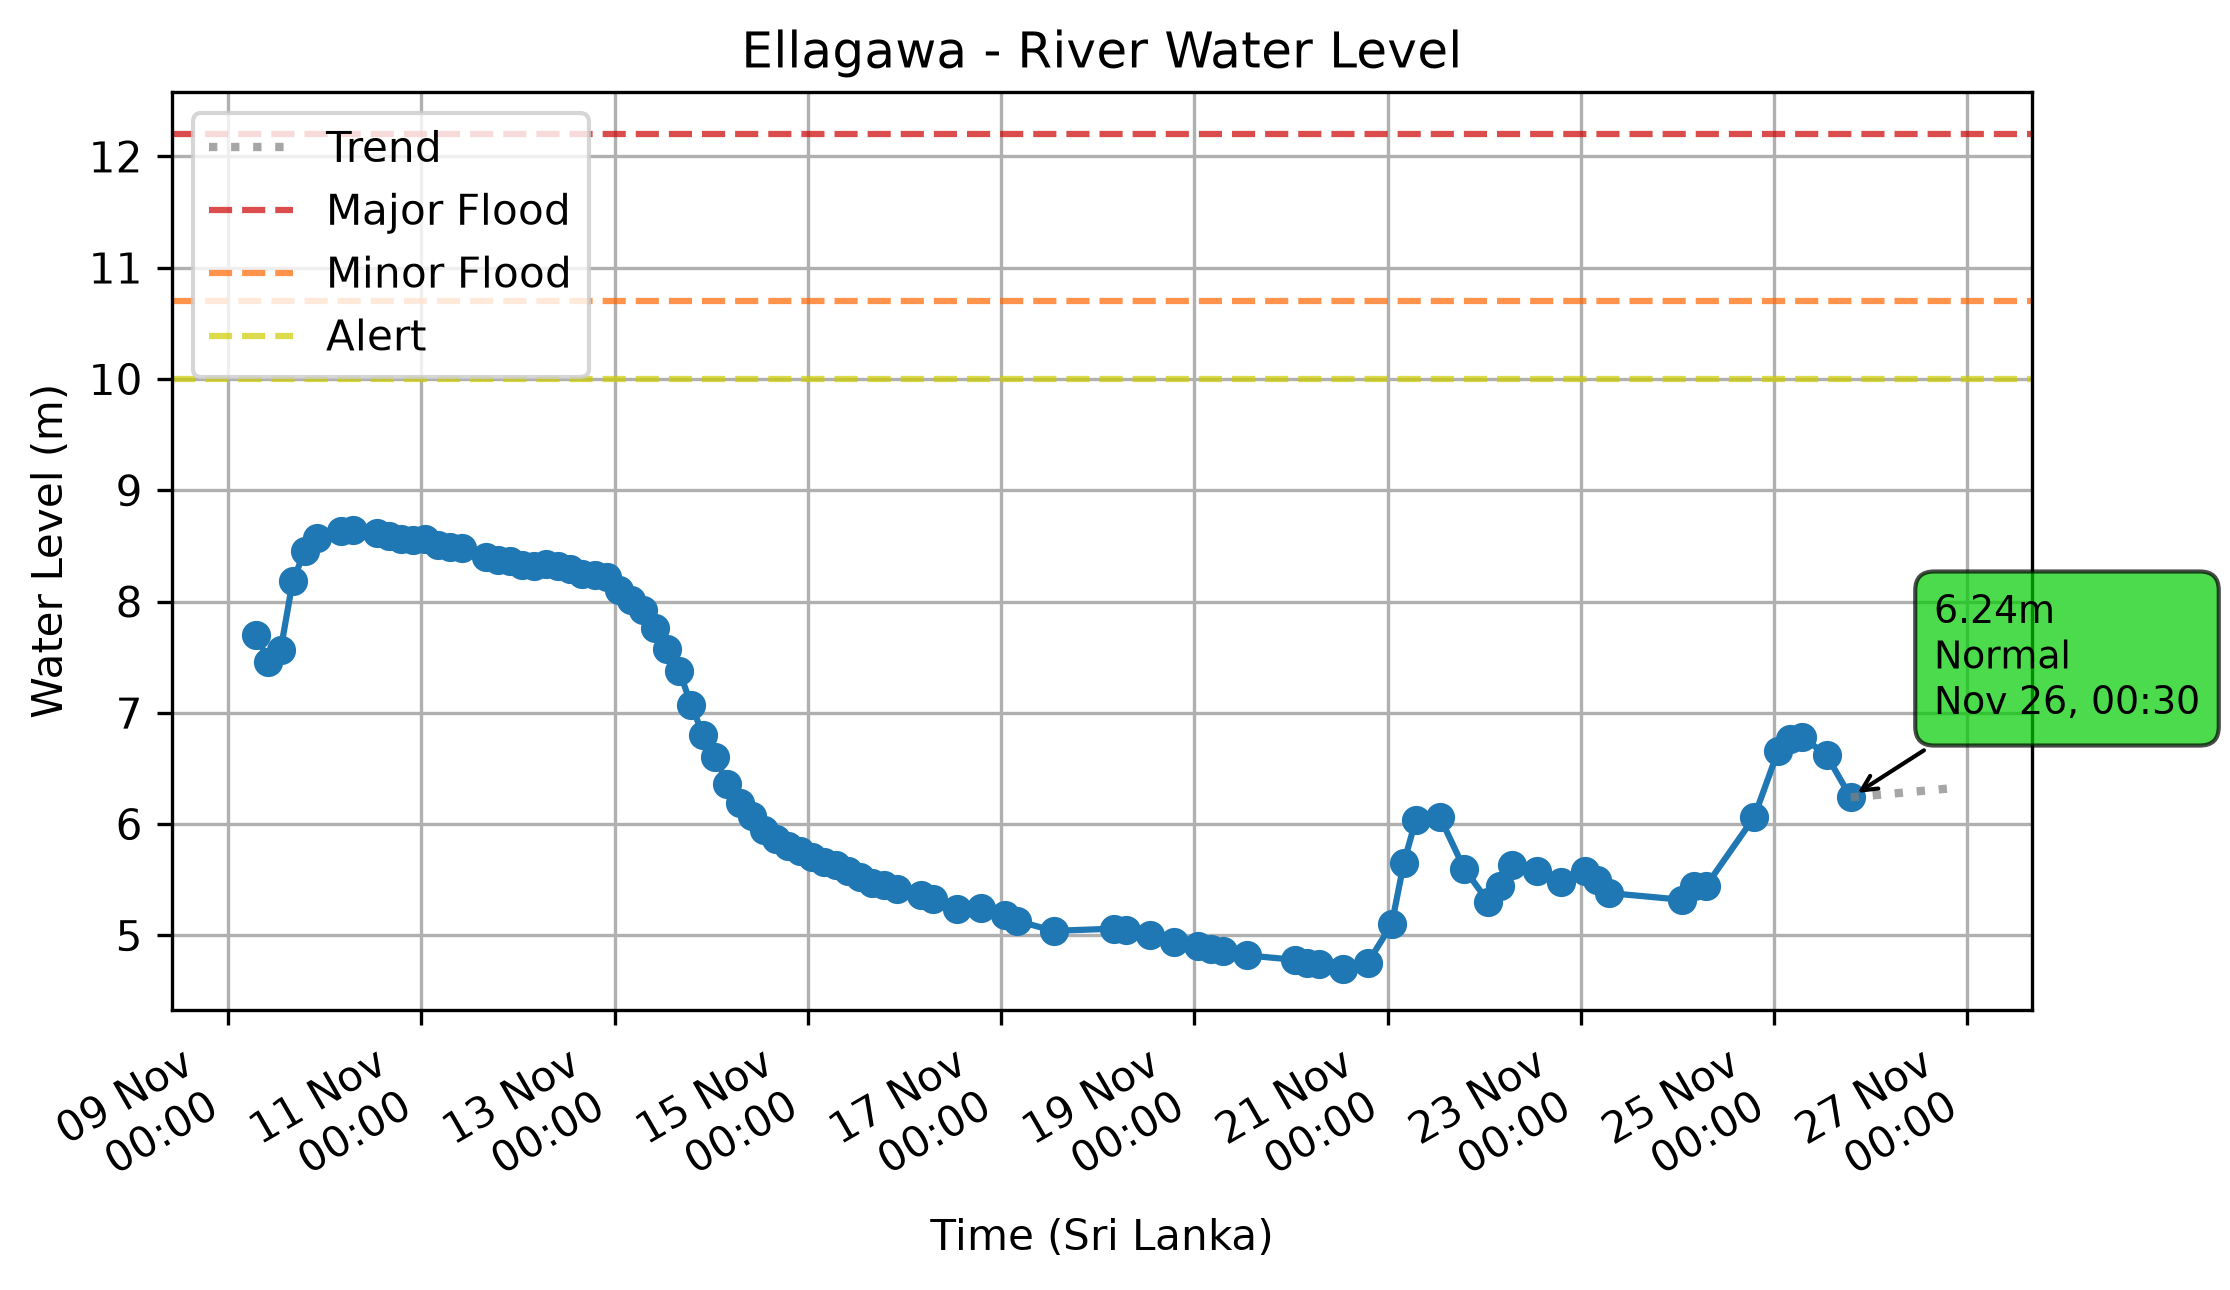 Ellagawa - River Water Level
Trend
Major Flood
Minor Flood
Alert
12
11
10
9
8
7
6
5
Water Level (m)
6.24m
Normal
Nov 26, 00:30
09 Nov
00:00
11 Nov
00:00
13 Nov
00:00
15 Nov
00:00
17 Nov
00:00
19 Nov
00:00
21 Nov
00:00
23 Nov
00:00
25 Nov
00:00
27 Nov
00:00
Time (Sri Lanka)